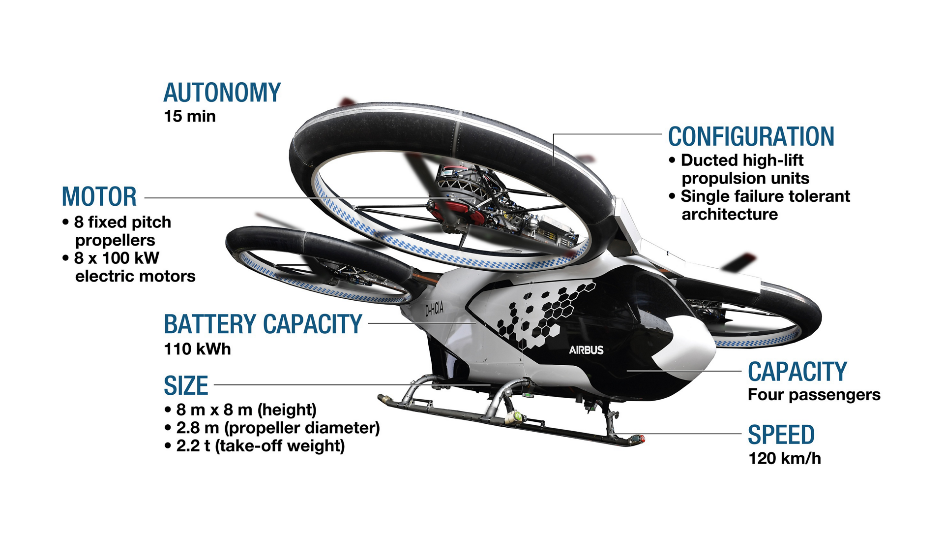 AUTONOMY
15 min
CONFIGURATION
• Ducted high-lift
propulsion units
• Single failure tolerant
architecture
MOTOR
• 8 fixed pitch
propellers
• 8 x 100 kW
electric motors
D-HCIA
BATTERY CAPACITY
110 kWh
AIRBUS
SIZE
• 8 m x 8 m (height)
• 2.8 m (propeller diameter)
• 2.2 t (take-off weight)
CAPACITY
Four passengers
SPEED
120 km/h